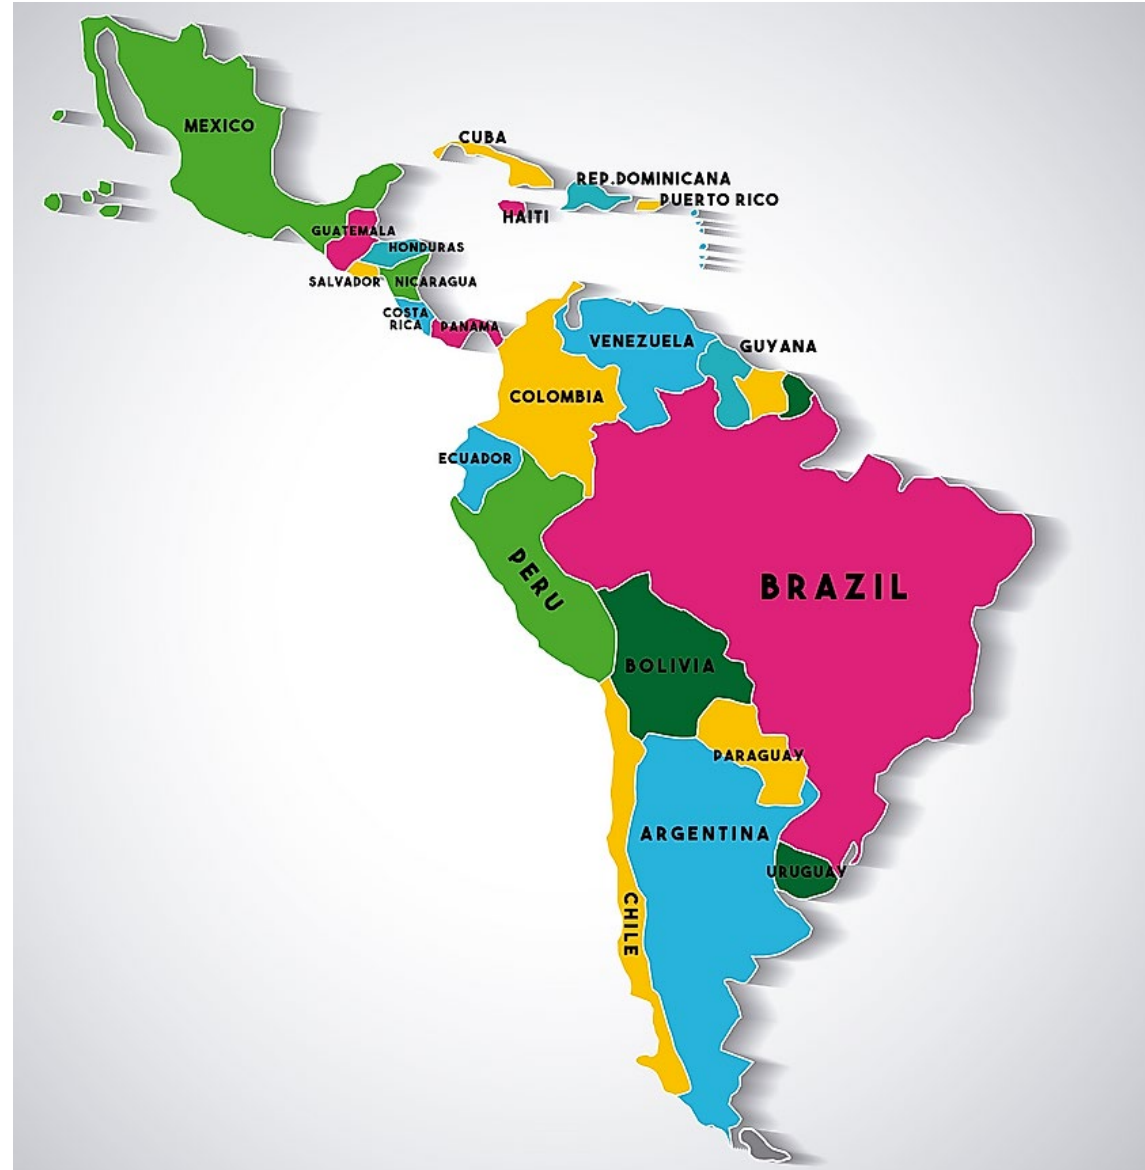 MEXICO
CUBA
REP.DOMINICANA
PUERTO RICO
HAITI
GUATEMALA
HONDURAS
SALVADOR
NICARAGUA
COSTA
RICA
PANAMA
VENEZUELA
GUYANA
COLOMBIA
ECUADOR
PERU
BRAZIL
BOLIVIA
PARAGUAY
ARGENTINA
URUGUAY
CHILE